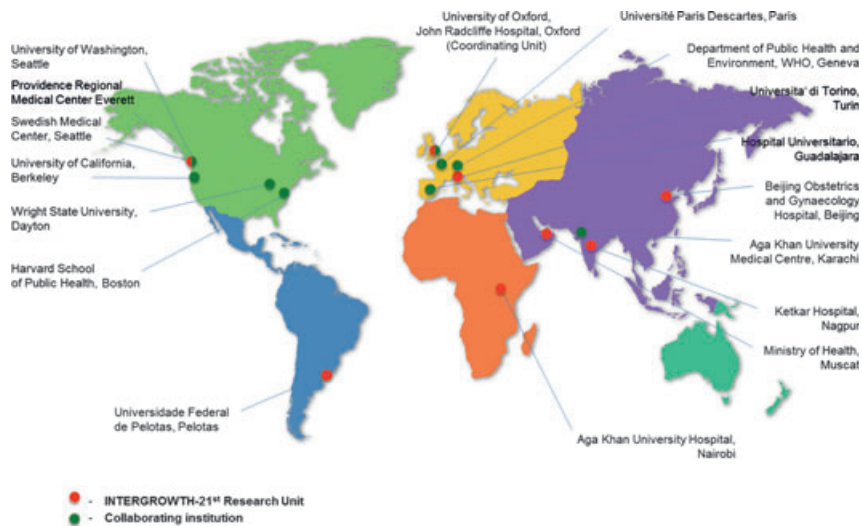 University of Washington,
Seattle
Providence Regional
Medical Center Everett
Swedish Medical
Center, Seattle
University of California,
Berkeley
Wright State University,
Dayton
Harvard School
of Public Health, Boston
Universidade Federal
de Pelotas, Pelotas
University of Oxford,
John Radcliffe Hospital, Oxford
(Coordinating Unit)
Université Paris Descartes, Paris
Department of Public Health and
Environment, WHO, Geneva
Universita' di Torino,
Turin
Hospital Universitario,
Guadalajara
Beijing Obstetrics
and Gynaecology
Hospital, Beijing
Aga Khan University
Medical Centre, Karachi
Ketkar Hospital,
Nagpur
Ministry of Health,
Muscat
Aga Khan University Hospital,
Nairobi
- INTERGROWTH-21st Research Unit
- Collaborating institution